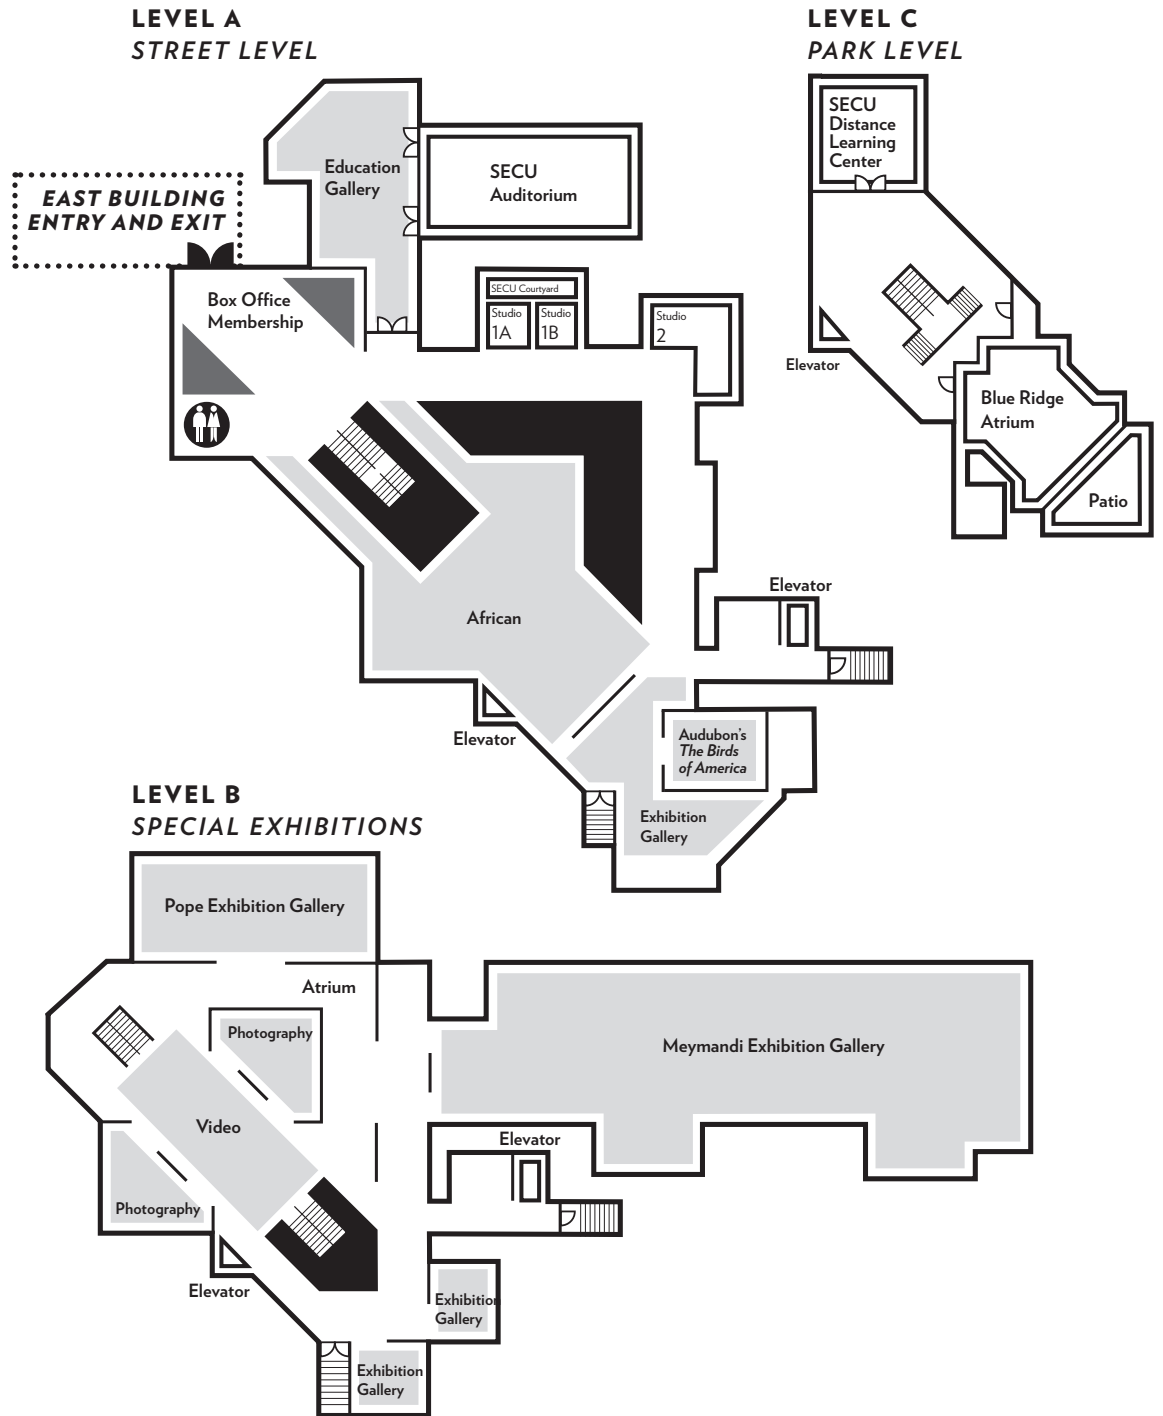 LEVEL A
STREET LEVEL
Education
Gallery
SECU
Auditorium
EAST BUILDING
ENTRY AND EXIT
Box Office
Membership
SECU Courtyard
Studio
1A
Studio
1B
Studio
2
African
Elevator
Elevator
Audubon's
The Birds
of America
Exhibition
Gallery
LEVEL C
PARK LEVEL
SECU
Distance
Learning
Center
Elevator
Blue Ridge
Atrium
Patio
LEVEL B
SPECIAL EXHIBITIONS
Pope Exhibition Gallery
Atrium
Photography
Meymandi Exhibition Gallery
Video
Elevator
Photography
Elevator
Exhibition
Gallery
Exhibition
Gallery